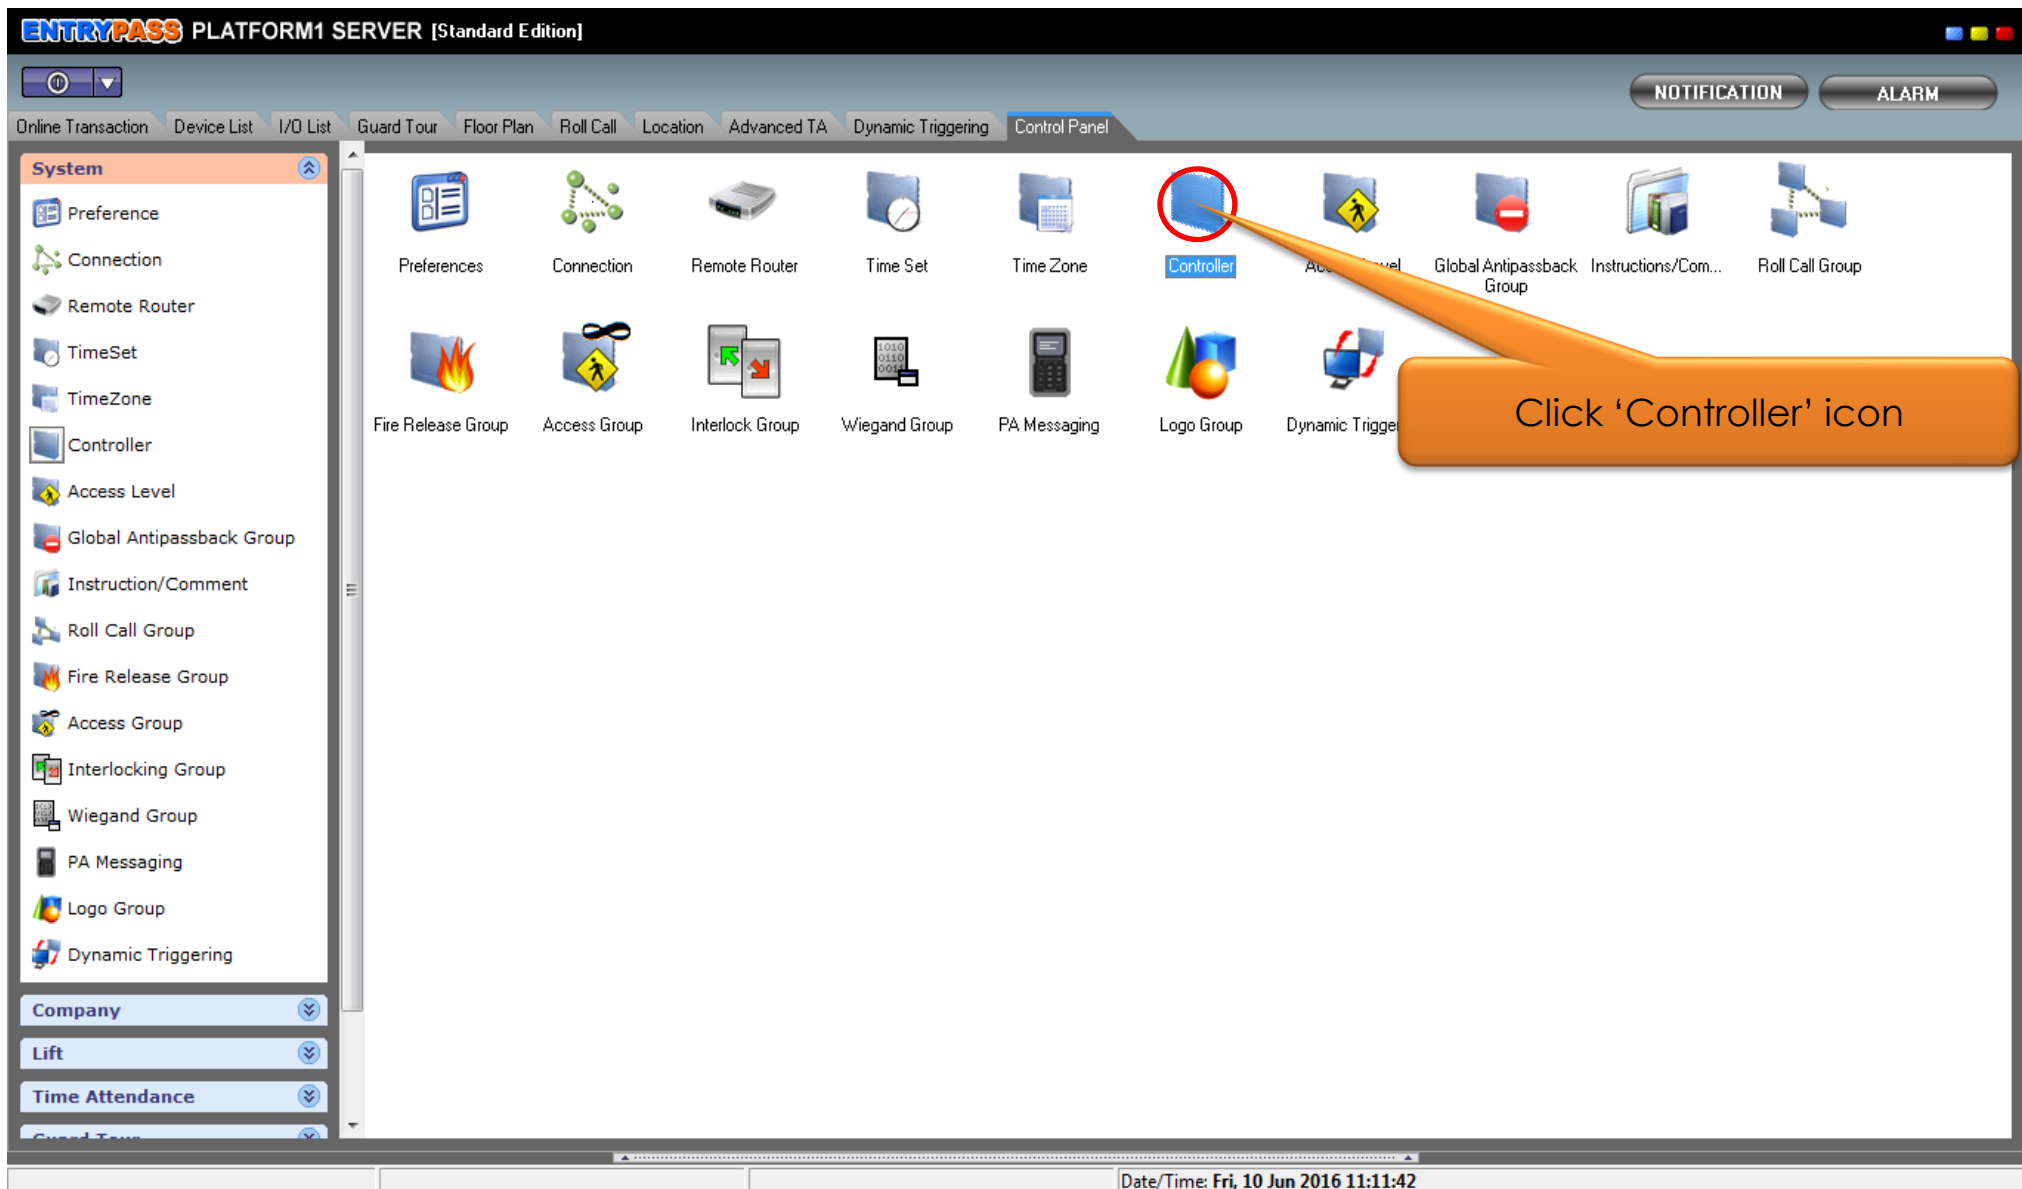 ENTRYPASS PLATFORM1 SERVER [Standard Edition]
NOTIFICATION ALARM
Online Transaction Device List I/O List Guard Tour Floor Plan Roll Call Location Advanced TA Dynamic Triggering Control Panel
System
Preference
Connection
Remote Router
TimeSet
TimeZone
Controller
Access Level
Global Antipassback Group
Instruction/Comment
Roll Call Group
Fire Release Group
Access Group
Interlocking Group
Wiegand Group
PA Messaging
Logo Group
Dynamic Triggering
Company
Lift
Time Attendance
Guard Tour
Preferences Connection Remote Router Time Set Time Zone Controller Global Antipassback Instructions/Com... Roll Call Group
Group
Fire Release Group Access Group Interlock Group Wiegand Group PA Messaging Logo Group Dynamic Trigge
Click ‘Controller’ icon
Date/Time: Fri, 10 Jun 2016 11:11:42